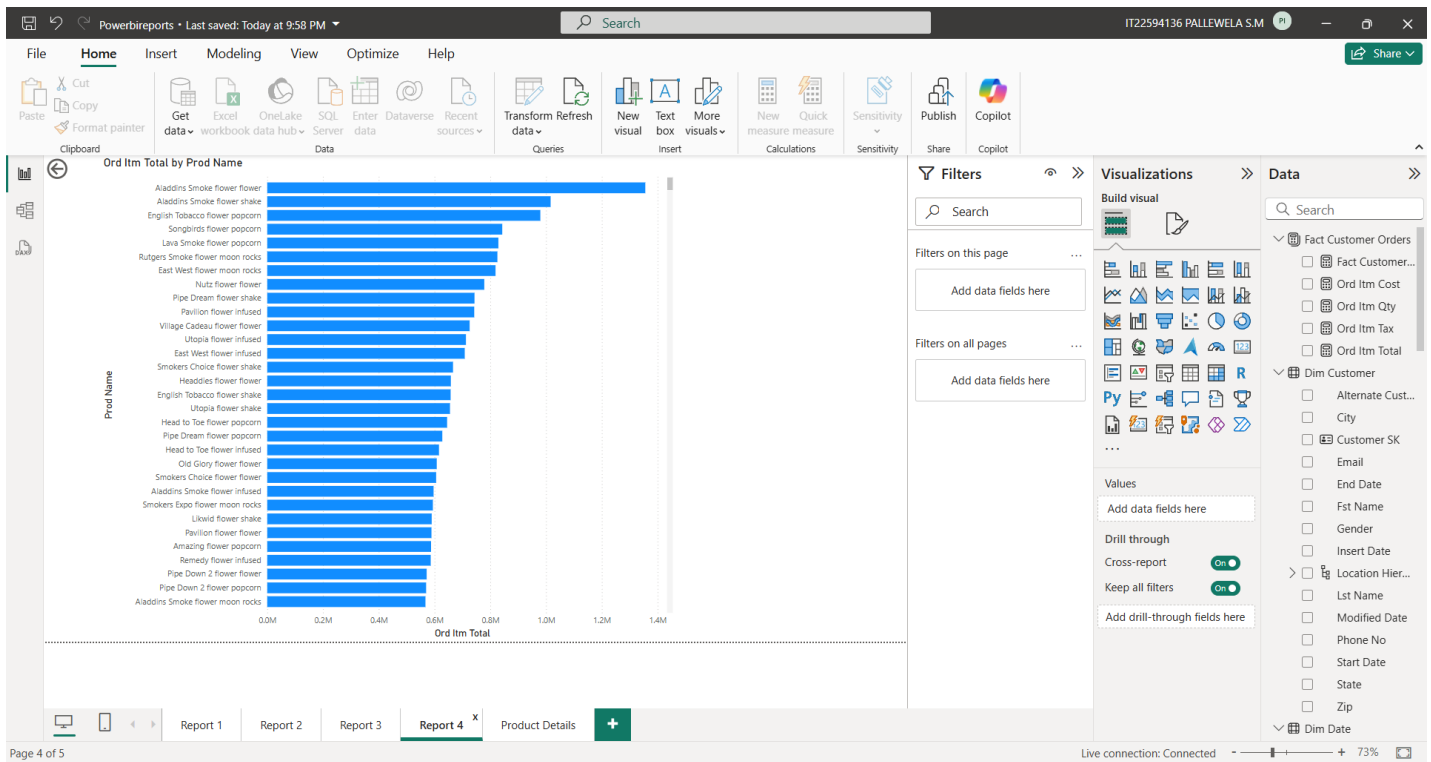 Powerbireports • Last saved: Today at 9:58 PM
Search
IT22594136 PALLEWELA S.M
PI
File Home Insert Modeling View Optimize Help
Share
Paste
Cut
Copy
Format painter
Clipboard
Get data
Excel workbook
OneLake data hub
SQL Server
Enter data
Dataverse
Recent sources
Data
Transform data
Refresh
Queries
New visual
Text box
More visuals
Insert
New measure
Quick measure
Calculations
Sensitivity
Sensitivity
Publish
Share
Copilot
Copilot
DAX
Ord Itm Total by Prod Name
Prod Name
Aladdins Smoke flower flower
Aladdins Smoke flower shake
English Tobacco flower popcorn
Songbirds flower popcorn
Lava Smoke flower popcorn
Rutgers Smoke flower moon rocks
East West flower moon rocks
Nutz flower flower
Pipe Dream flower shake
Pavilion flower infused
Village Cadeau flower flower
Utopia flower infused
East West flower infused
Smokers Choice flower shake
Headdies flower flower
English Tobacco flower shake
Utopia flower shake
Head to Toe flower popcorn
Pipe Dream flower popcorn
Head to Toe flower infused
Old Glory flower flower
Smokers Choice flower flower
Aladdins Smoke flower infused
Smokers Expo flower moon rocks
Likwid flower shake
Pavilion flower flower
Amazing flower popcorn
Remedy flower infused
Pipe Down 2 flower flower
Pipe Down 2 flower popcorn
Aladdins Smoke flower moon rocks
0.0M 0.2M 0.4M 0.6M 0.8M 1.0M 1.2M 1.4M
Ord Itm Total
Filters
Search
Filters on this page ...
Add data fields here
Filters on all pages ...
Add data fields here
Visualizations
Build visual
123
R
Py
123
...
Values
Add data fields here
Drill through
Cross-report On
Keep all filters On
Add drill-through fields here
Data
Search
Fact Customer Orders
Fact Customer...
Ord Itm Cost
Ord Itm Qty
Ord Itm Tax
Ord Itm Total
Dim Customer
Alternate Cust...
City
Customer SK
Email
End Date
Fst Name
Gender
Insert Date
Location Hier...
Lst Name
Modified Date
Phone No
Start Date
State
Zip
Dim Date
Report 1 Report 2 Report 3 Report 4 x Product Details +
Page 4 of 5
Live connection: Connected - + 73%